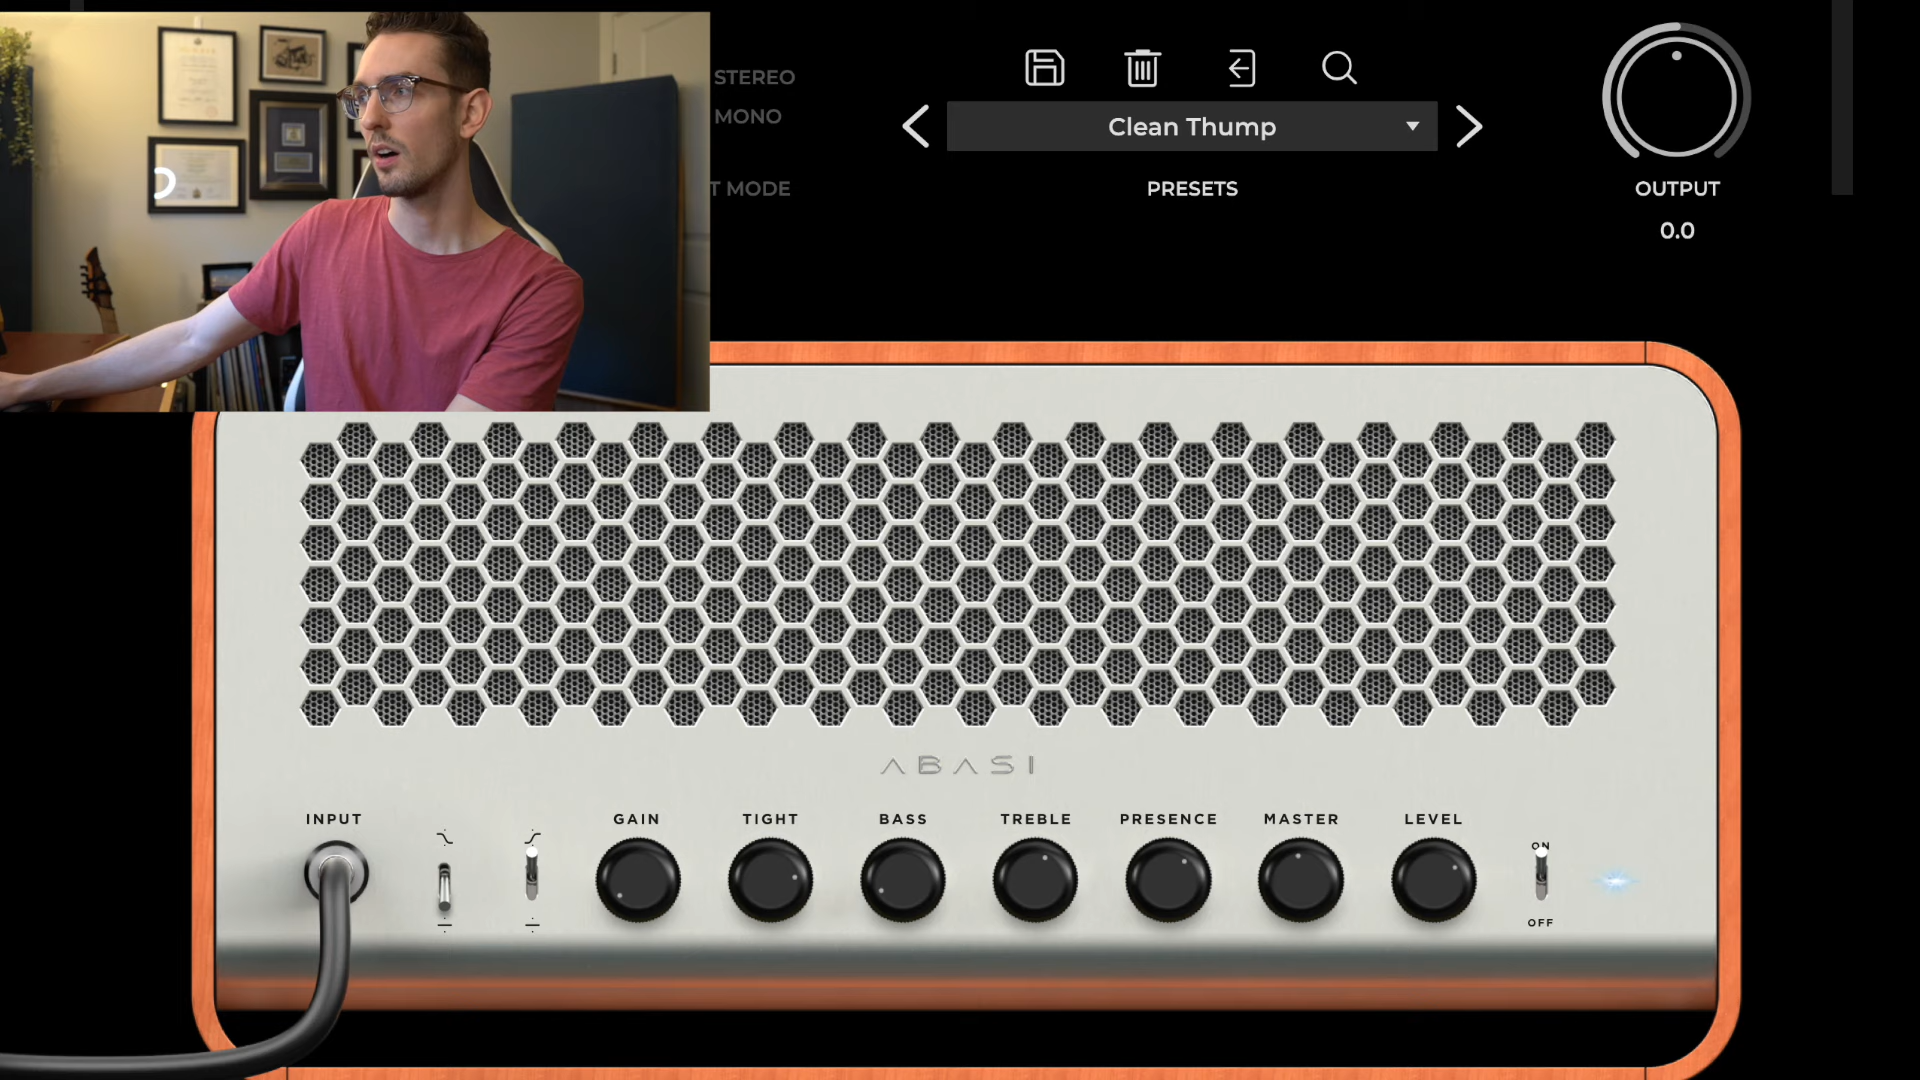 STEREO
MONO
T MODE
Clean Thump
PRESETS
OUTPUT
0.0
ABASI
INPUT
GAIN
TIGHT
BASS
TREBLE
PRESENCE
MASTER
LEVEL
ON
OFF